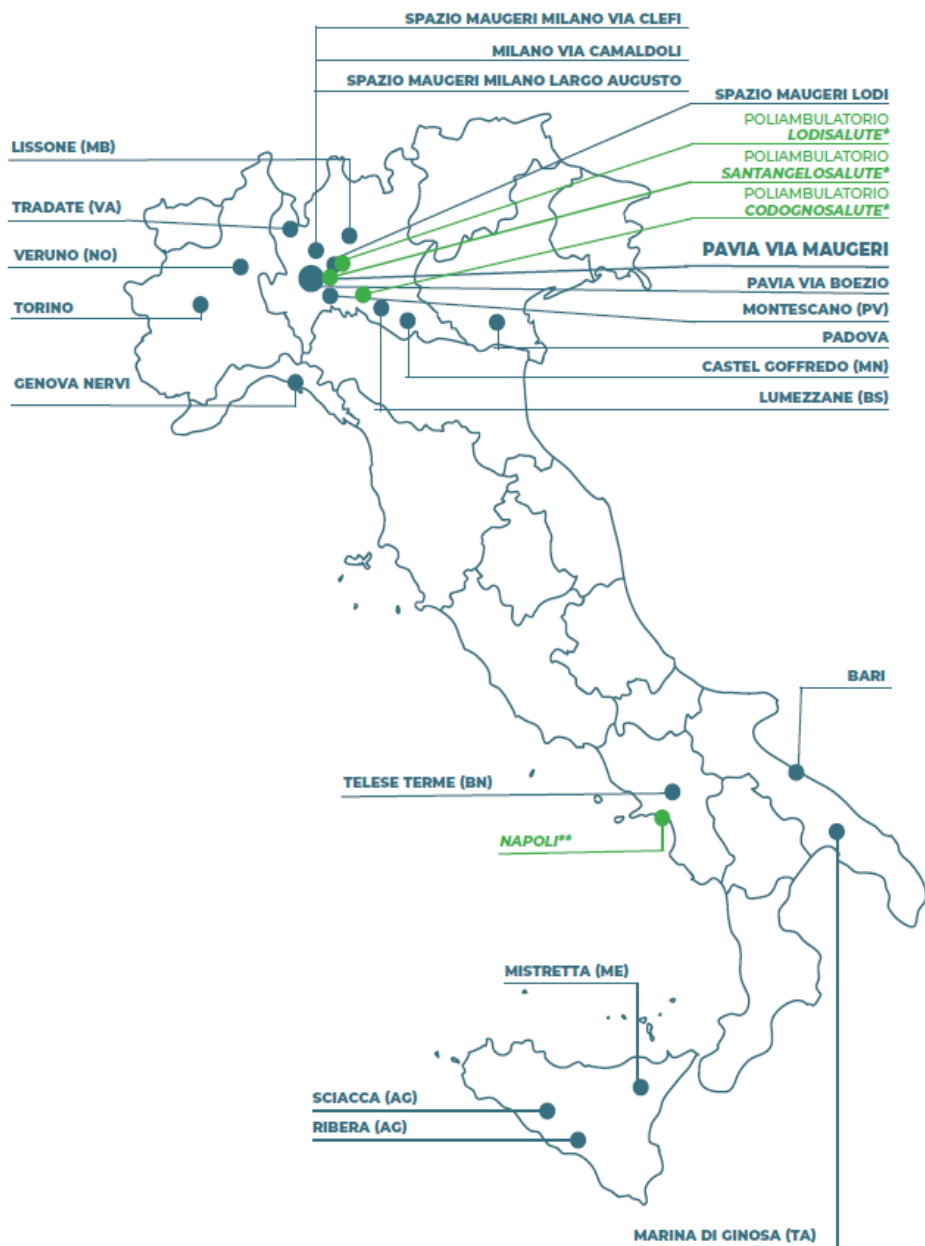 SPAZIO MAUGERI MILANO VIA CLEFI
MILANO VIA CAMALDOLI
SPAZIO MAUGERI MILANO LARGO AUGUSTO
SPAZIO MAUGERI LODI
POLIAMBULATORIO
LODISALUTE*
POLIAMBULATORIO
SANTANGELOSALUTE*
POLIAMBULATORIO
CODOGNOSALUTE*
LISSONE (MB)
TRADATE (VA)
VERUNO (NO)
TORINO
GENOVA NERVI
PAVIA VIA MAUGERI
PAVIA VIA BOEZIO
MONTESCANO (PV)
PADOVA
CASTEL GOFFREDO (MN)
LUMEZZANE (BS)
BARI
TELESE TERME (BN)
NAPOLI**
MISTRETTA (ME)
SCIACCA (AG)
RIBERA (AG)
MARINA DI GINOSA (TA)